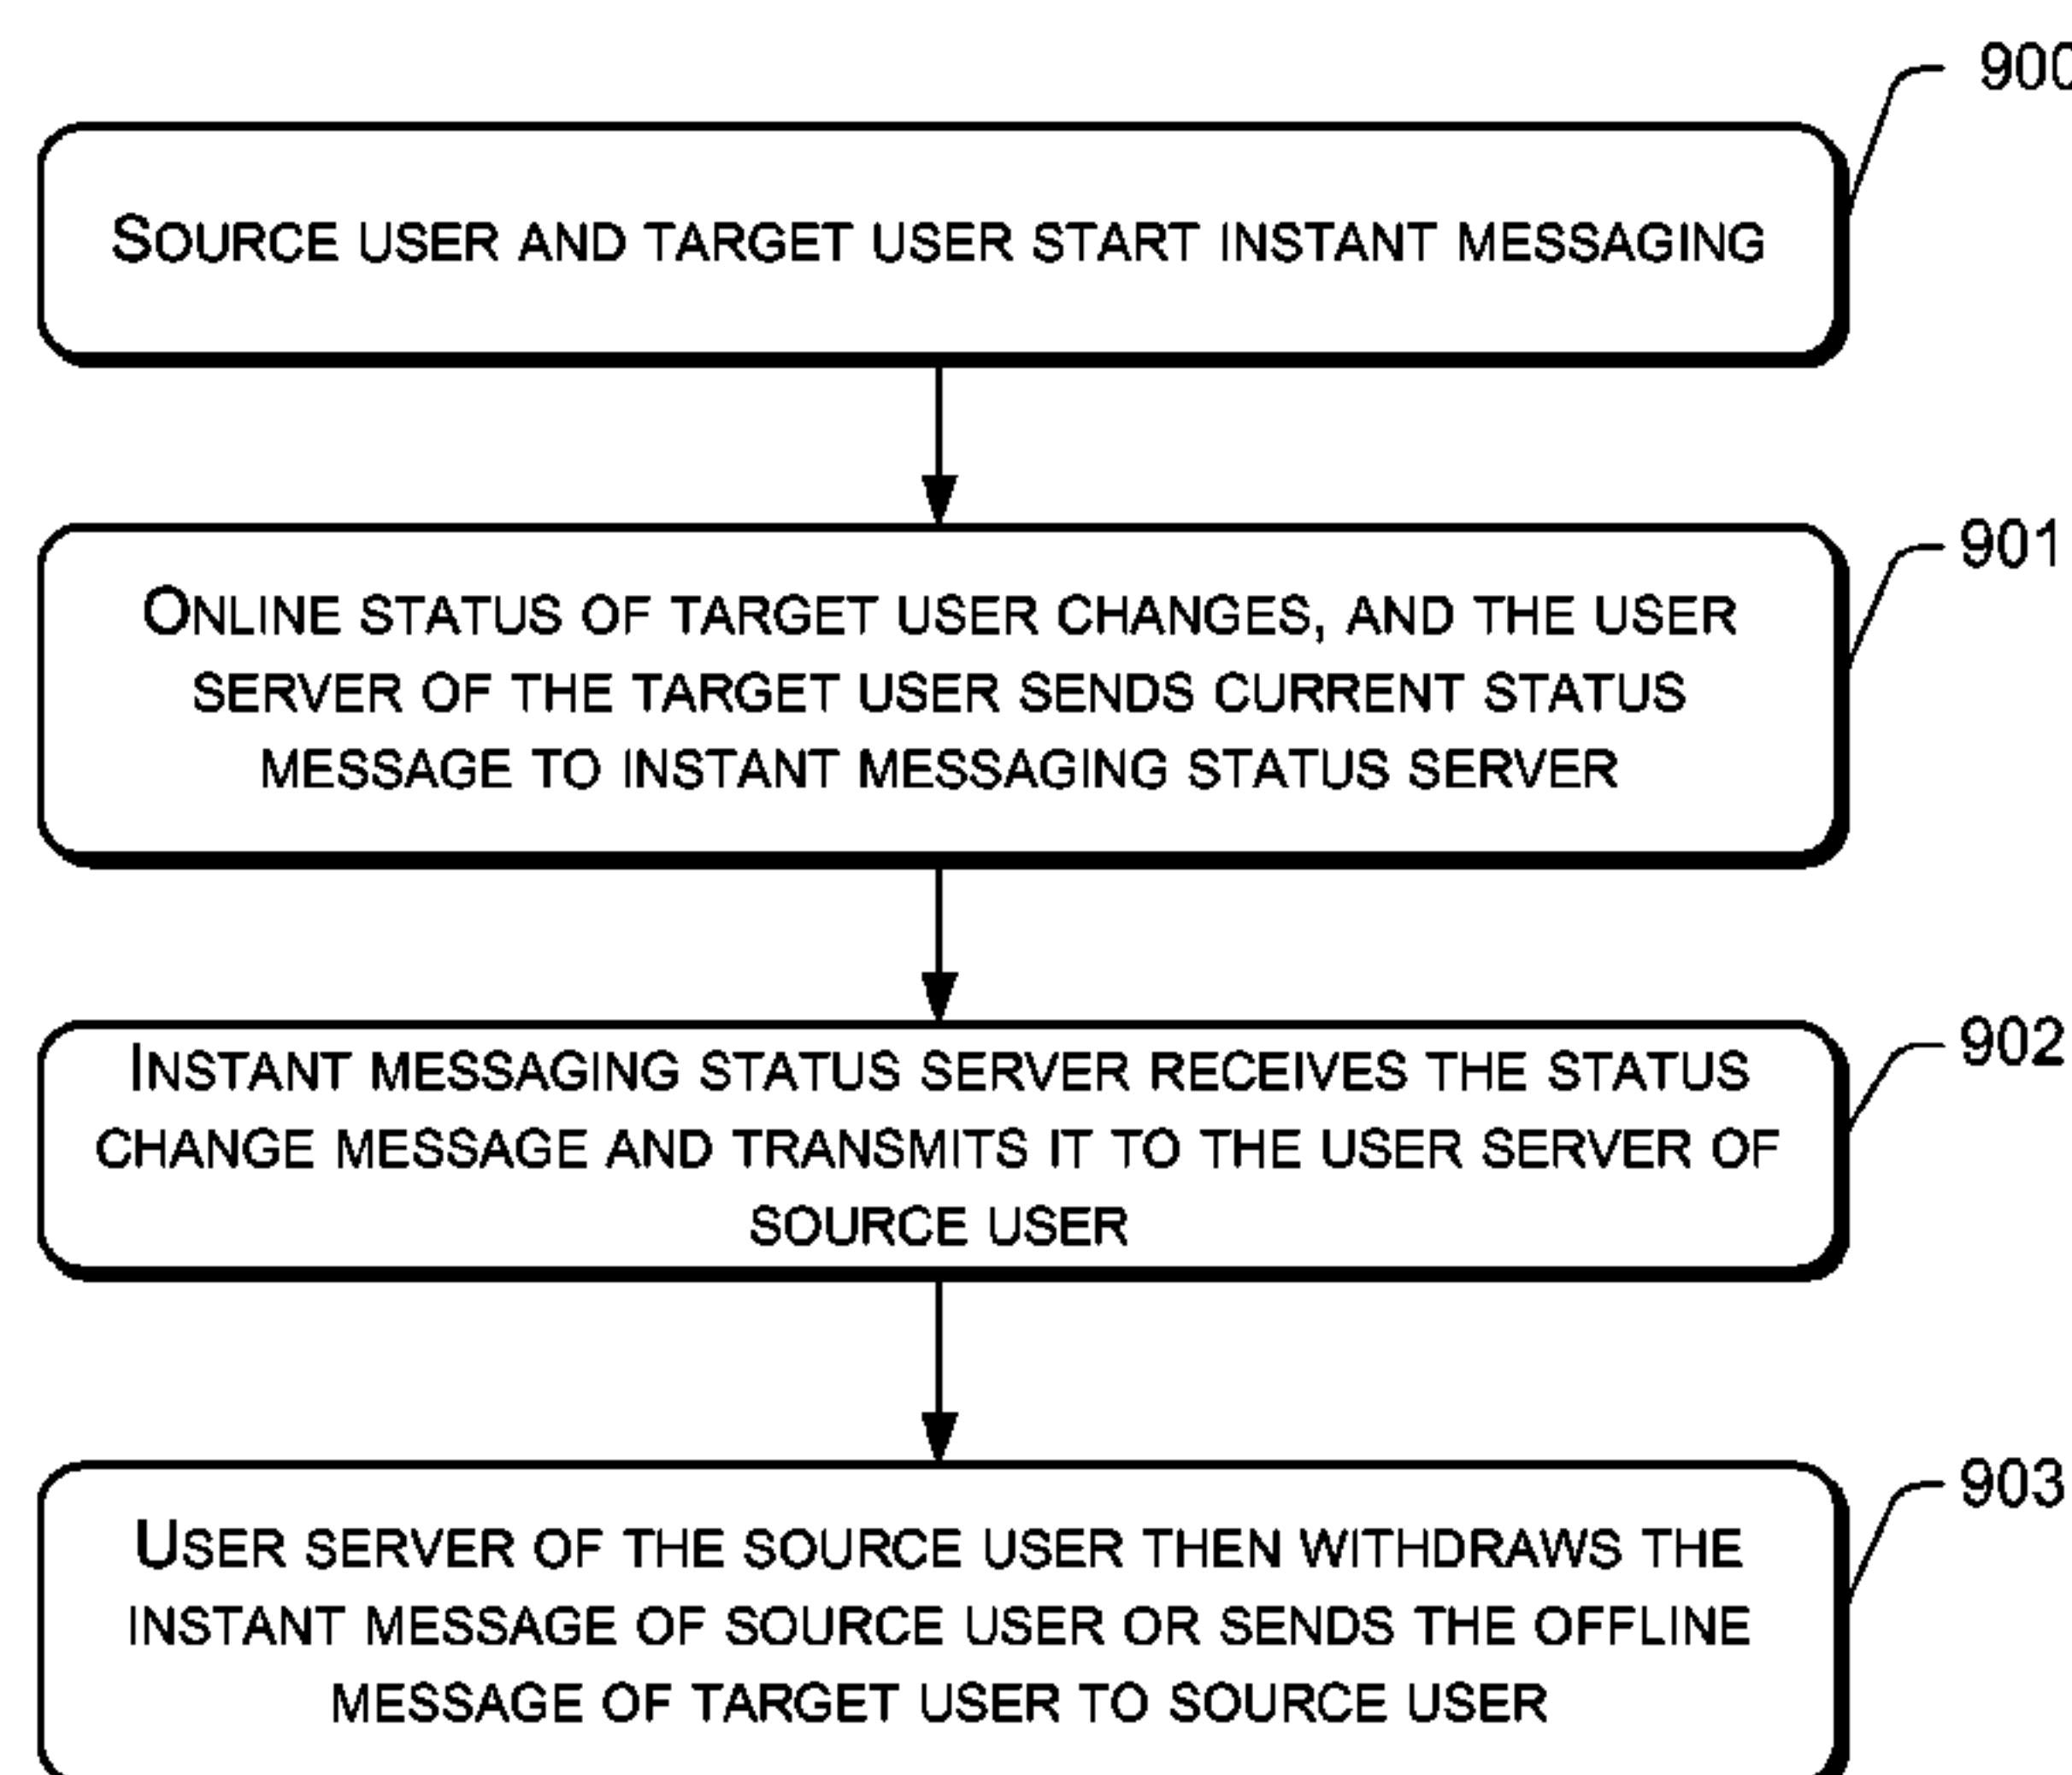 900
SOURCE USER AND TARGET USER START INSTANT MESSAGING
901
ONLINE STATUS OF TARGET USER CHANGES, AND THE USER
SERVER OF THE TARGET USER SENDS CURRENT STATUS
MESSAGE TO INSTANT MESSAGING STATUS SERVER
902
INSTANT MESSAGING STATUS SERVER RECEIVES THE STATUS
CHANGE MESSAGE AND TRANSMITS IT TO THE USER SERVER OF
SOURCE USER
903
USER SERVER OF THE SOURCE USER THEN WITHDRAWS THE
INSTANT MESSAGE OF SOURCE USER OR SENDS THE OFFLINE
MESSAGE OF TARGET USER TO SOURCE USER